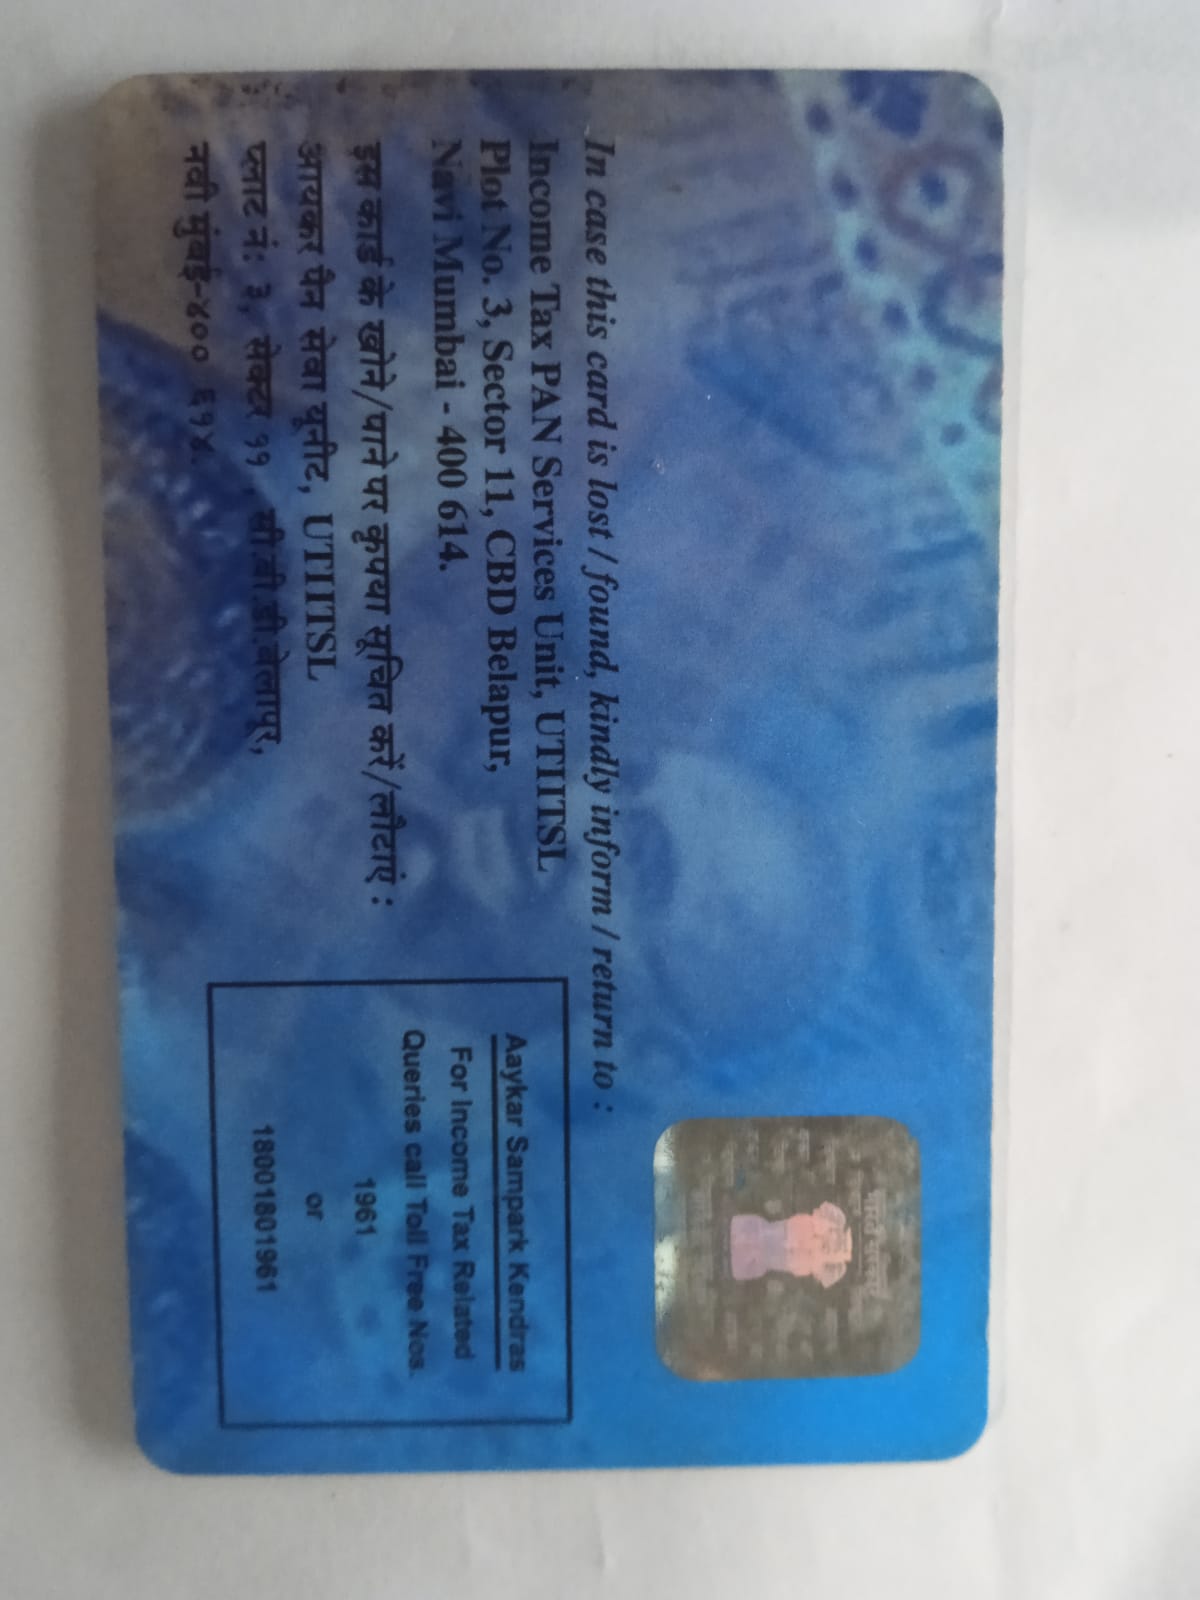 In case this card is lost / found, kindly inform / return to :
Income Tax PAN Services Unit, UTIITSL
Plot No. 3, Sector 11, CBD Belapur,
Navi Mumbai - 400 614.
इस कार्ड के खोने/पाने पर कृपया सूचित करें/लौटाएं :
आयकर पैन सेवा यूनीट, UTIITSL
प्लाट नं: ३, सेक्टर ११, सी.बी.डी.बेलापूर,
नवी मुंबई-४०० ६१४.
Aaykar Sampark Kendras
For Income Tax Related
Queries call Toll Free Nos.
1961
or
18001801961
भारत सरकार